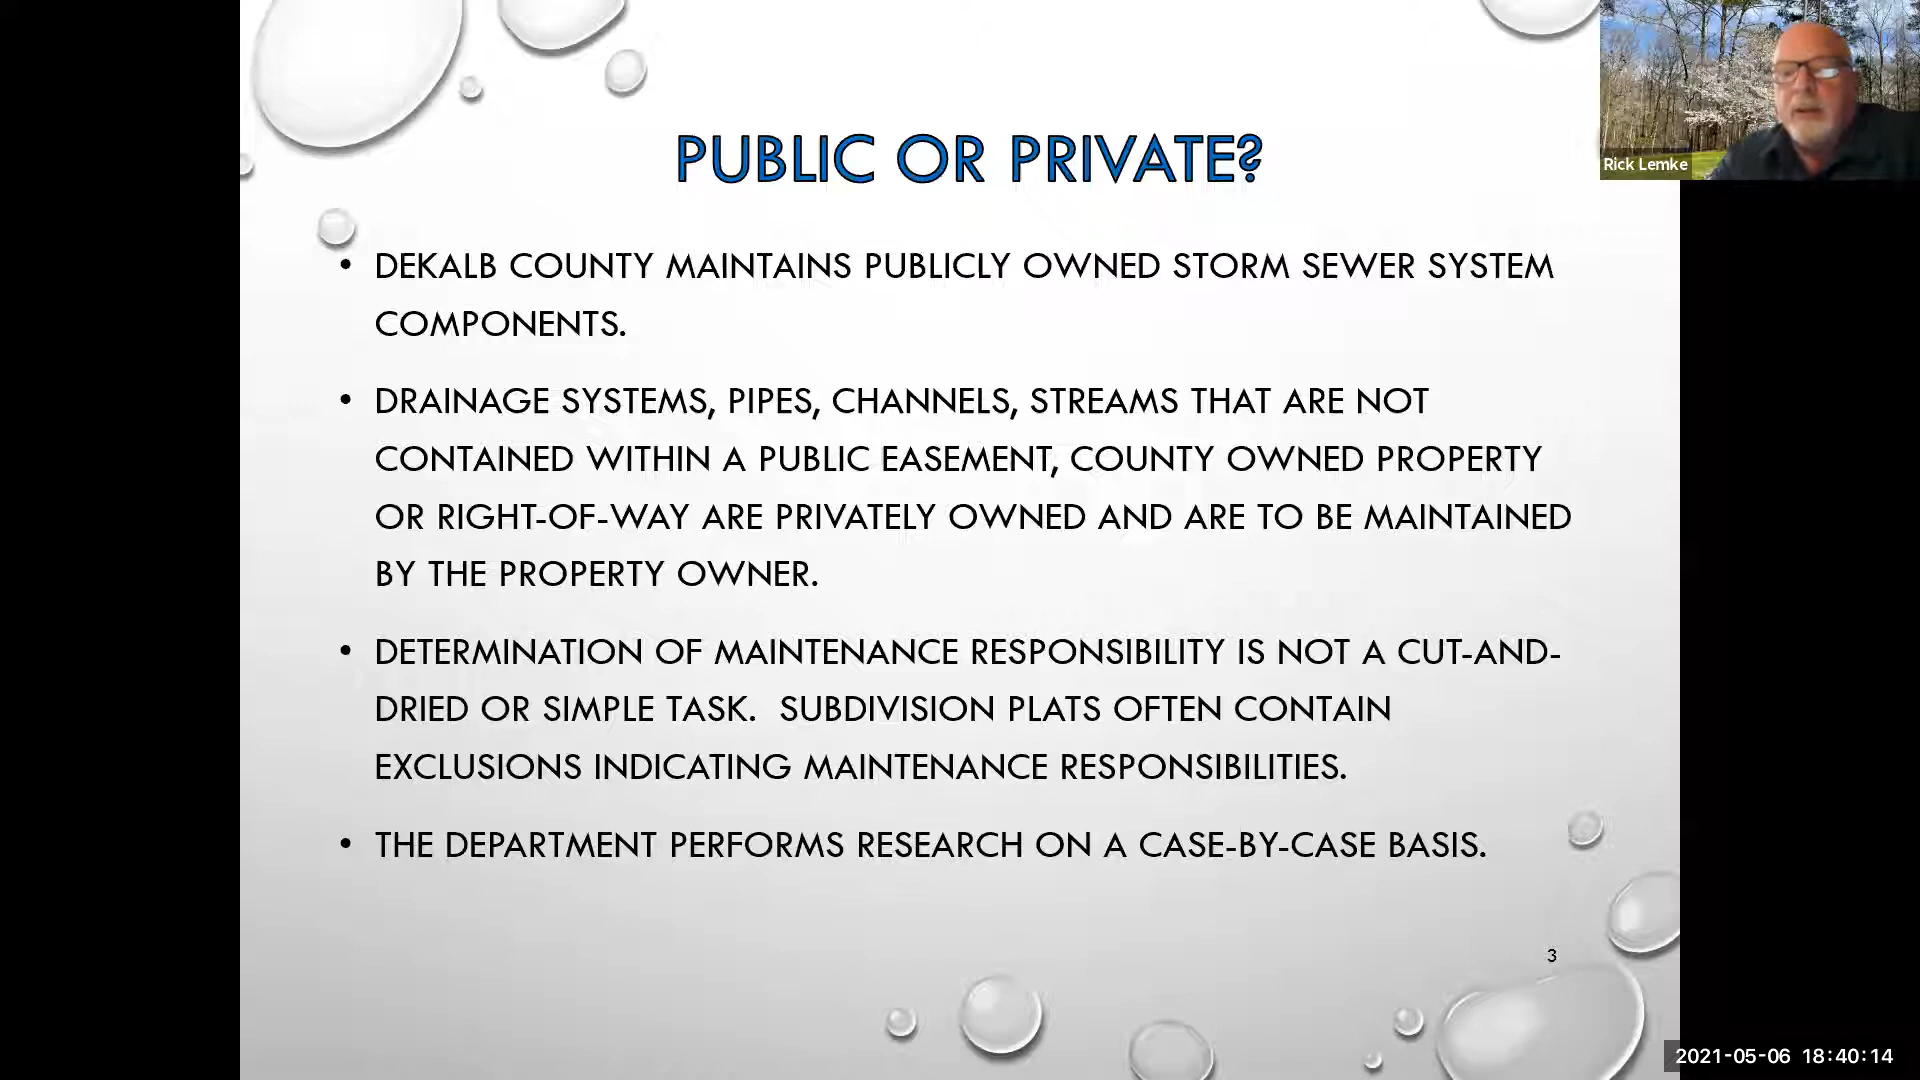 PUBLIC OR PRIVATE?
Rick Lemke
• DEKALB COUNTY MAINTAINS PUBLICLY OWNED STORM SEWER SYSTEM
COMPONENTS.
• DRAINAGE SYSTEMS, PIPES, CHANNELS, STREAMS THAT ARE NOT
CONTAINED WITHIN A PUBLIC EASEMENT, COUNTY OWNED PROPERTY
OR RIGHT-OF-WAY ARE PRIVATELY OWNED AND ARE TO BE MAINTAINED
BY THE PROPERTY OWNER.
• DETERMINATION OF MAINTENANCE RESPONSIBILITY IS NOT A CUT-AND-
DRIED OR SIMPLE TASK.  SUBDIVISION PLATS OFTEN CONTAIN
EXCLUSIONS INDICATING MAINTENANCE RESPONSIBILITIES.
• THE DEPARTMENT PERFORMS RESEARCH ON A CASE-BY-CASE BASIS.
3
2021-05-06 18:40:14